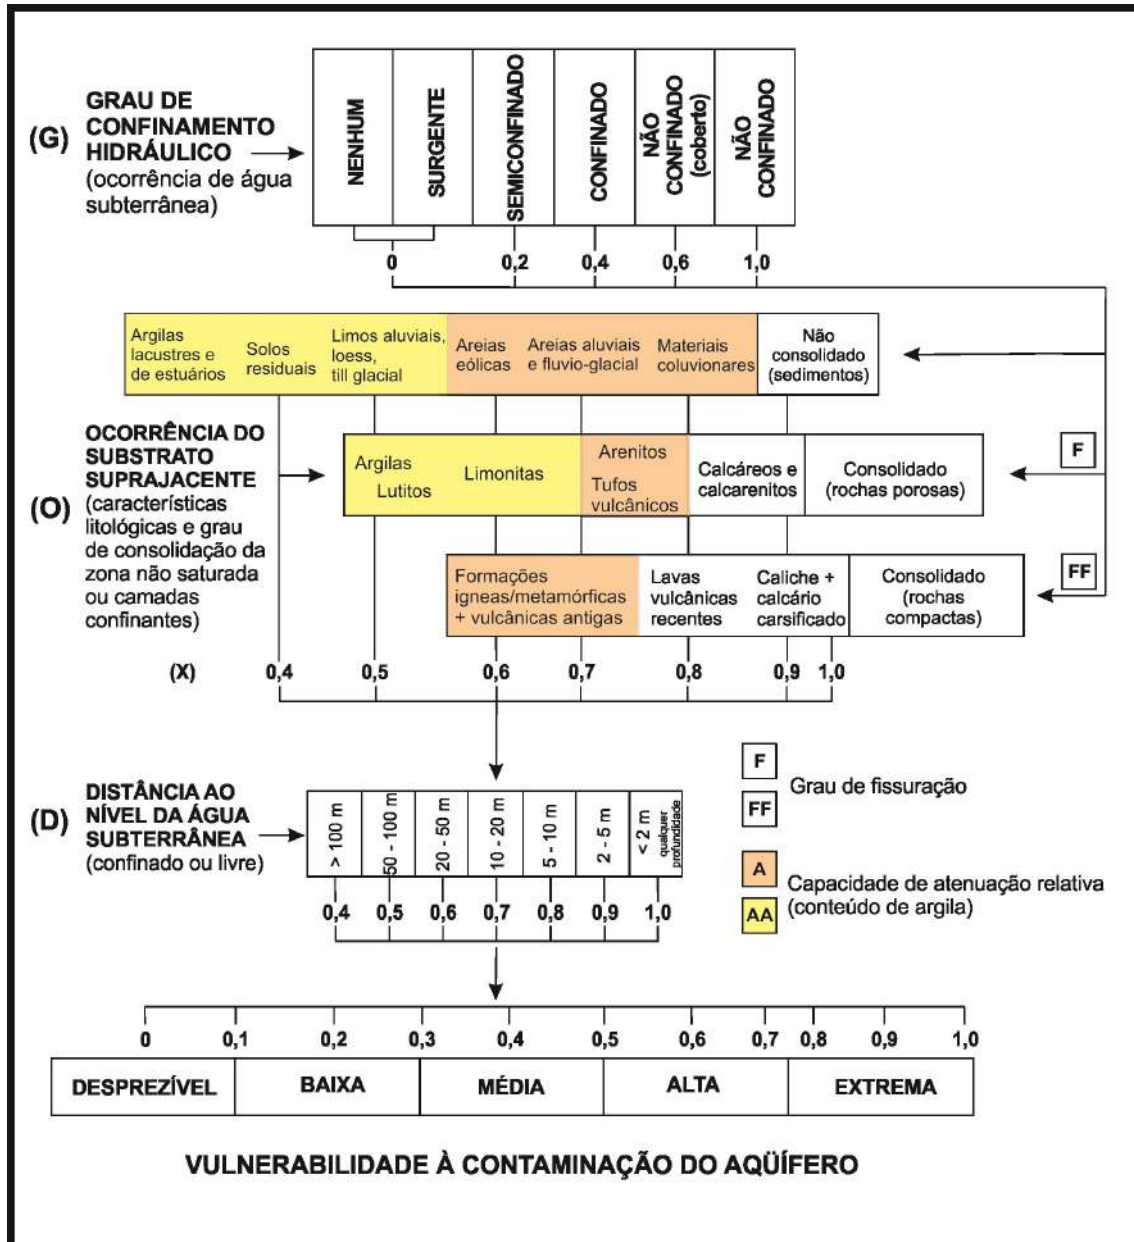 (G)
GRAU DE
CONFINAMENTO
HIDRÁULICO
(ocorrência de água
subterrânea)
NENHUM
SURGENTE
SEMICONFINADO
CONFINADO
NÃO
CONFINADO
(coberto)
NÃO
CONFINADO
0
0,2
0,4
0,6
1,0
Argilas
lacustres e
de estuários
Solos
residuais
Limos aluviais,
loess,
till glacial
Areias
eólicas
Areias aluviais
e fluvio-glacial
Materiais
coluvionares
Não
consolidado
(sedimentos)
(O)
OCORRÊNCIA DO
SUBSTRATO
SUPRAJACENTE
(características
litológicas e grau
de consolidação da
zona não saturada
ou camadas
confinantes)
Argilas
Lutitos
Limonitas
Arenitos
Tufos
vulcânicos
Calcáreos e
calcarenitos
Consolidado
(rochas porosas)
F
Formações
igneas/metamórficas
+ vulcânicas antigas
Lavas
vulcânicas
recentes
Caliche +
calcário
carsificado
Consolidado
(rochas
compactas)
FF
(X)
0,4
0,5
0,6
0,7
0,8
0,9
1,0
(D)
DISTÂNCIA AO
NÍVEL DA ÁGUA
SUBTERRÂNEA
(confinado ou livre)
> 100 m
50 - 100 m
20 - 50 m
10 - 20 m
5 - 10 m
2 - 5 m
< 2 m
qualquer
profundidade
0,4
0,5
0,6
0,7
0,8
0,9
1,0
F
FF
Grau de fissuração
A
AA
Capacidade de atenuação relativa
(conteúdo de argila)
0
0,1
0,2
0,3
0,4
0,5
0,6
0,7
0,8
0,9
1,0
DESPREZÍVEL
BAIXA
MÉDIA
ALTA
EXTREMA
VULNERABILIDADE À CONTAMINAÇÃO DO AQÜÍFERO